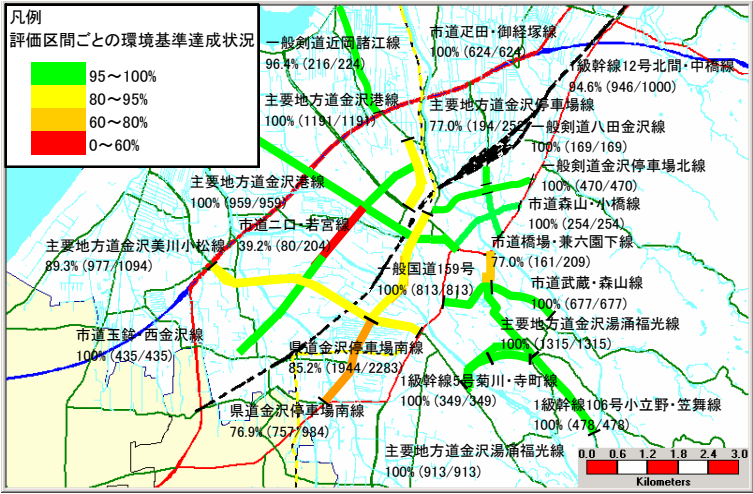 凡例
評価区間ごとの環境基準達成状況
95～100%
80～95%
60～80%
0～60%
一般剣道近岡諸江線
96.4% (216/224)
市道疋田・御経塚線
100% (624/624)
1級幹線12号北間・中橋線
94.6% (946/1000)
主要地方道金沢港線
100% (1191/1191)
主要地方道金沢停車場線
77.0% (194/252)
一般剣道八田金沢線
100% (169/169)
一般剣道金沢停車場北線
100% (470/470)
主要地方道金沢港線
100% (959/959)
市道森山・小橋線
100% (254/254)
市道二口・若宮線
39.2% (80/204)
市道橋場・兼六園下線
77.0% (161/209)
主要地方道金沢美川小松線
89.3% (977/1094)
一般国道159号
100% (813/813)
市道武蔵・森山線
100% (677/677)
市道玉鉾・西金沢線
100% (435/435)
主要地方道金沢湯涌福光線
100% (1315/1315)
県道金沢停車場南線
85.2% (1944/2283)
1級幹線5号菊川・寺町線
100% (349/349)
県道金沢停車場南線
76.9% (757/984)
1級幹線106号小立野・笠舞線
100% (478/478)
主要地方道金沢湯涌福光線
100% (913/913)
0.0 0.6 1.2 1.8 2.4 3.0
Kilometers